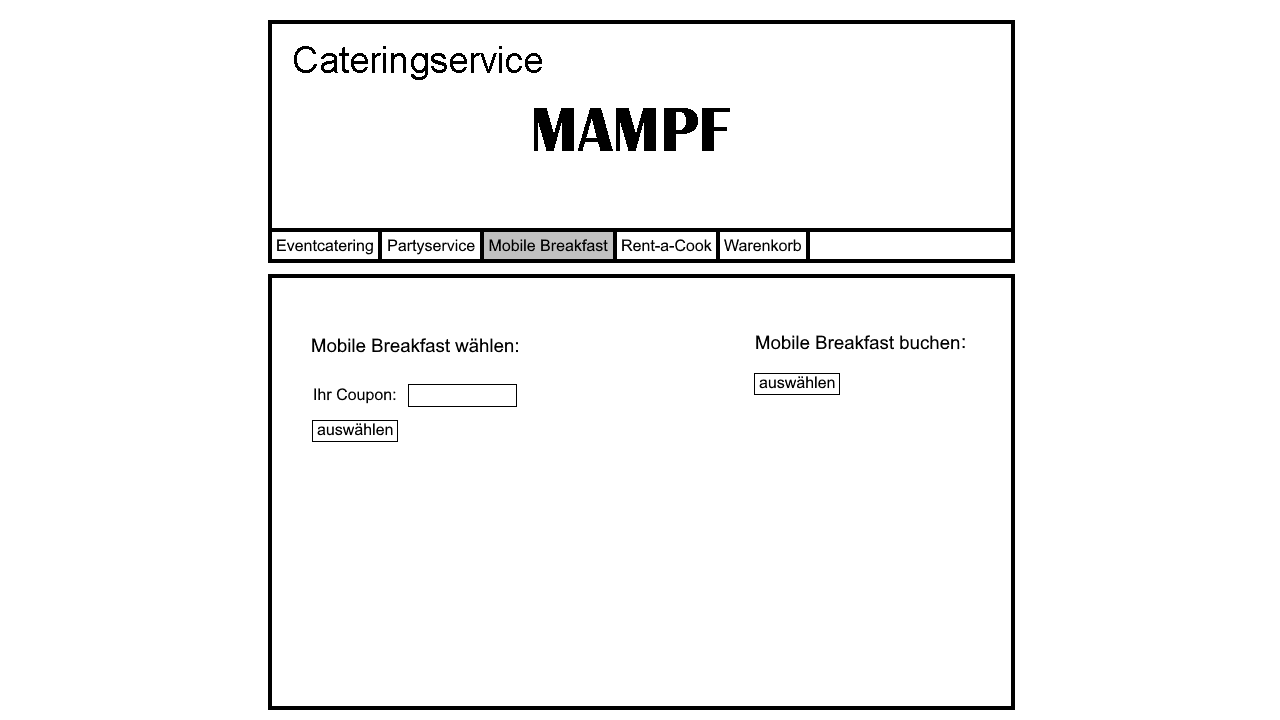 Cateringservice
MAMPF
Eventcatering Partyservice Mobile Breakfast Rent-a-Cook Warenkorb
Mobile Breakfast wählen:
Ihr Coupon:
auswählen
Mobile Breakfast buchen:
auswählen